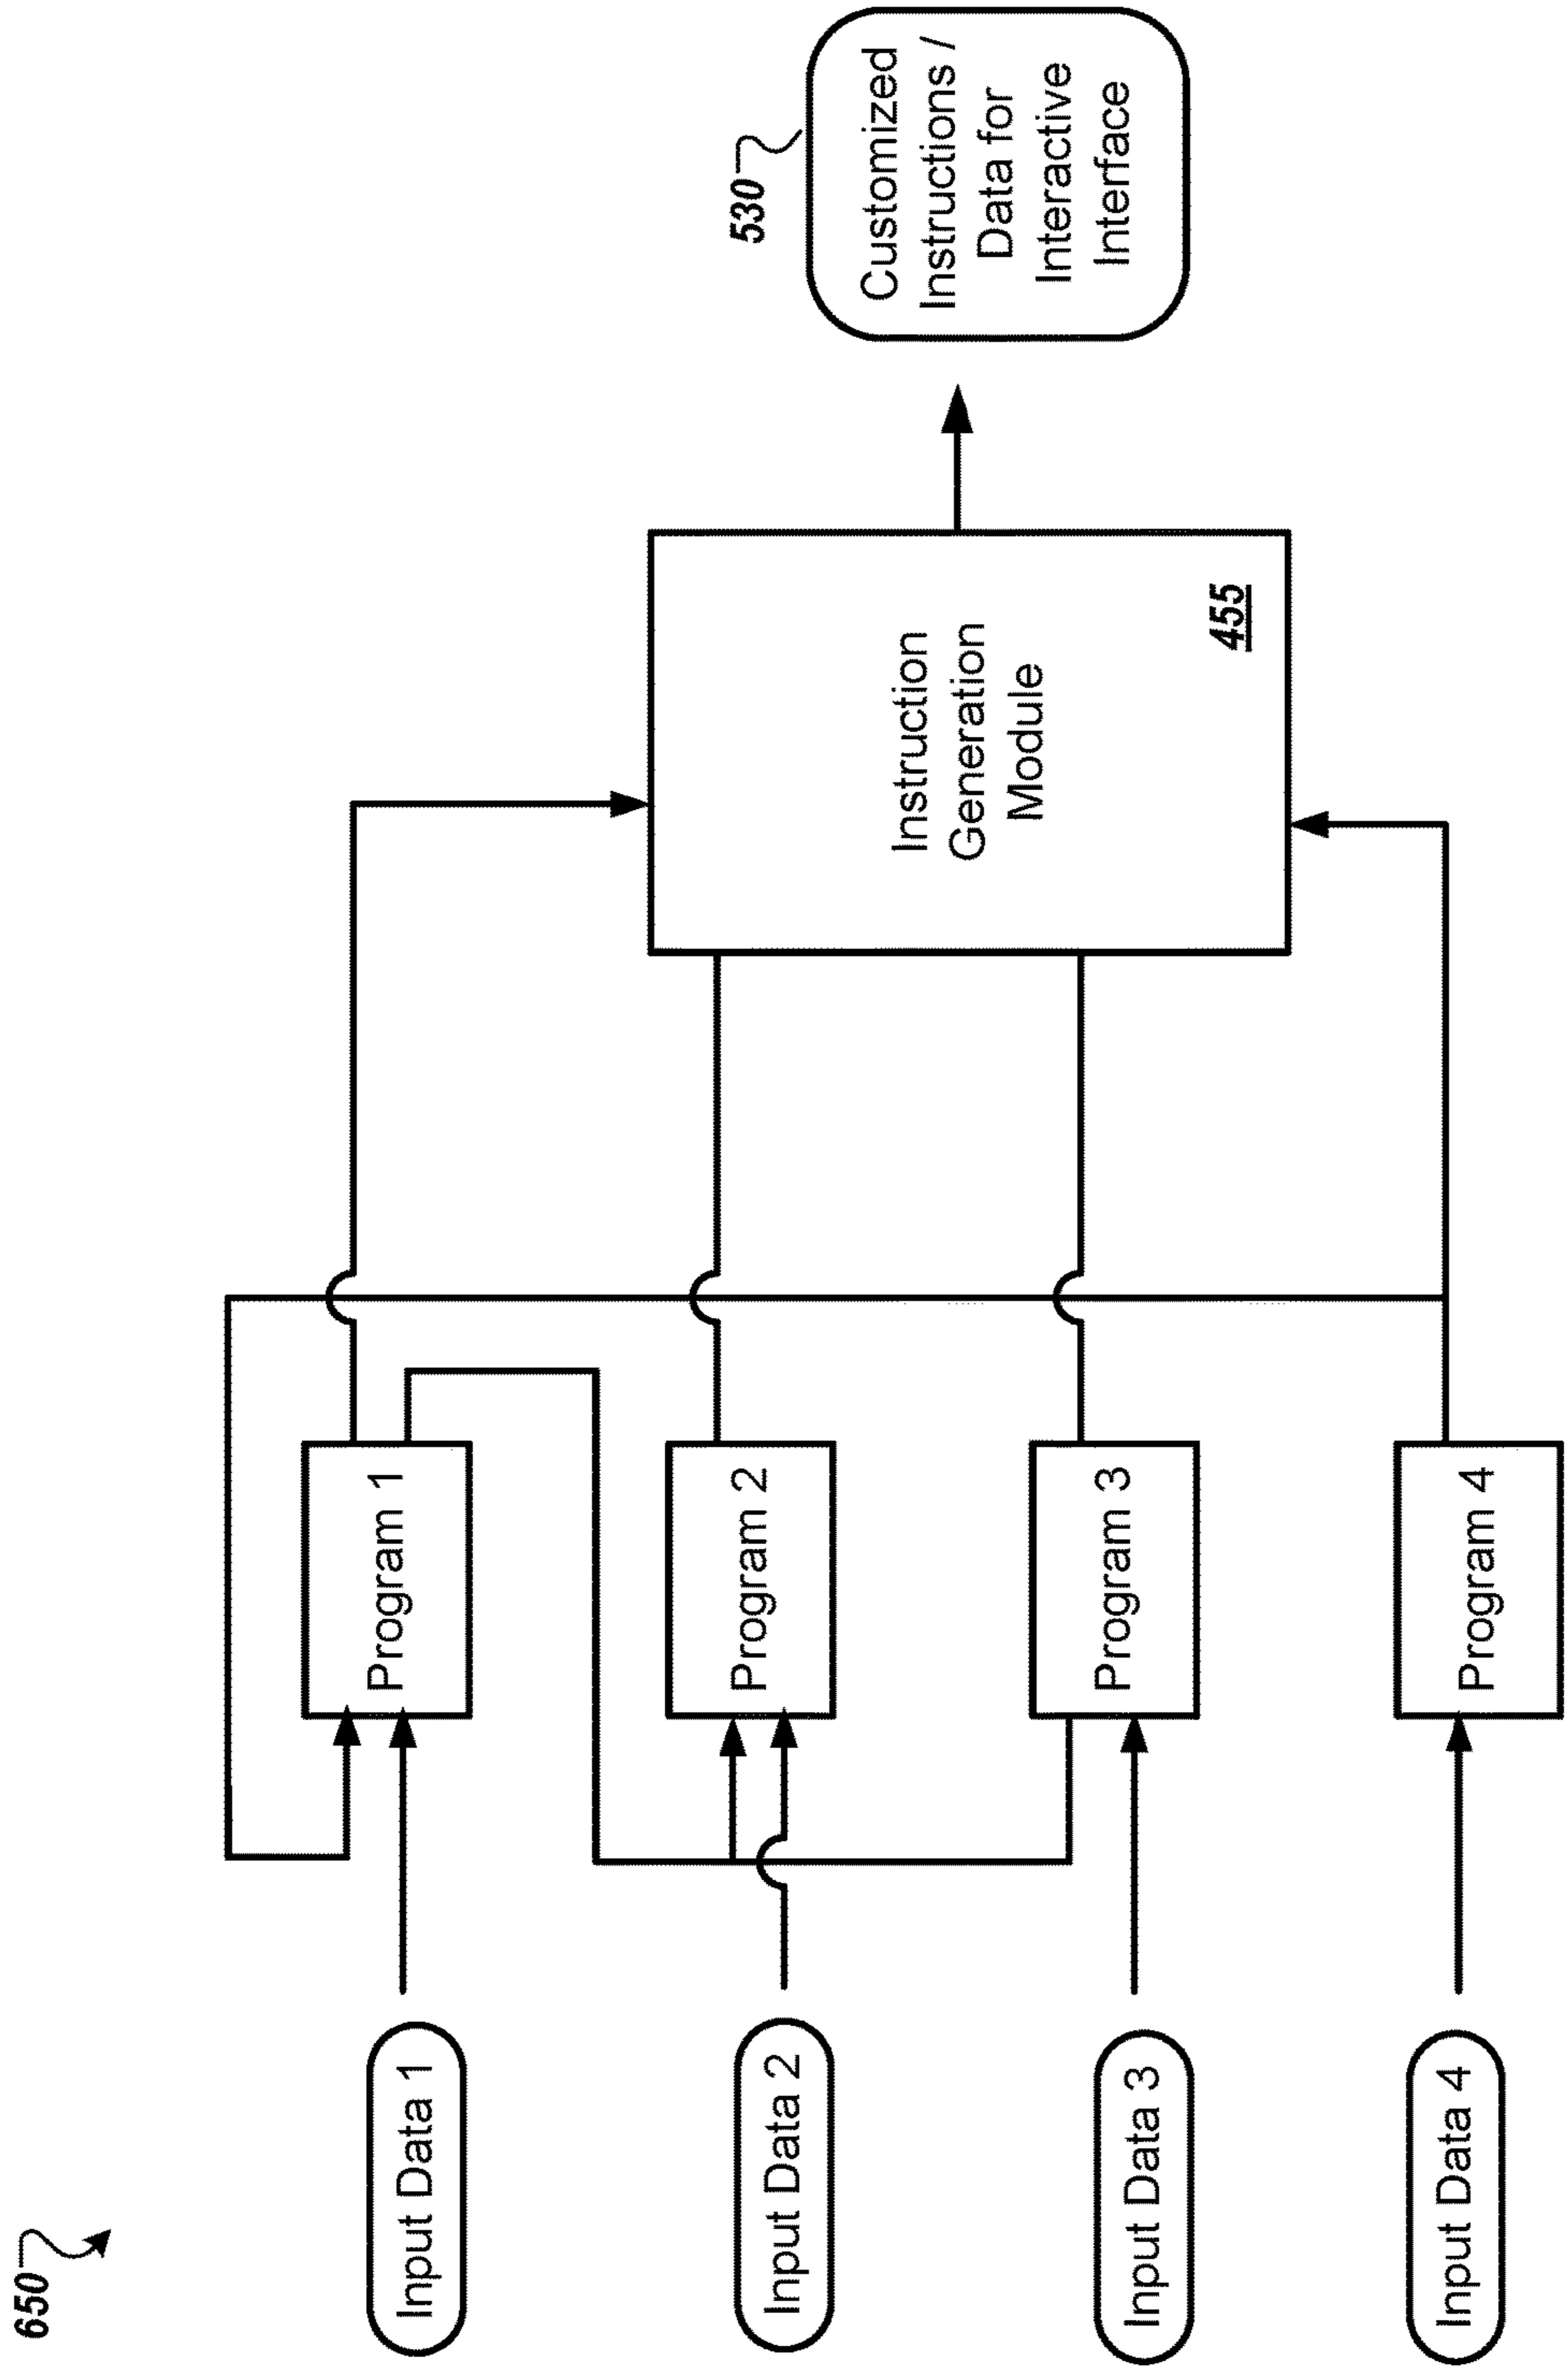 650
Input Data 1
Input Data 2
Input Data 3
Input Data 4
Program 1
Program 2
Program 3
Program 4
Instruction
Generation
Module
455
530
Customized
Instructions /
Data for
Interactive
Interface